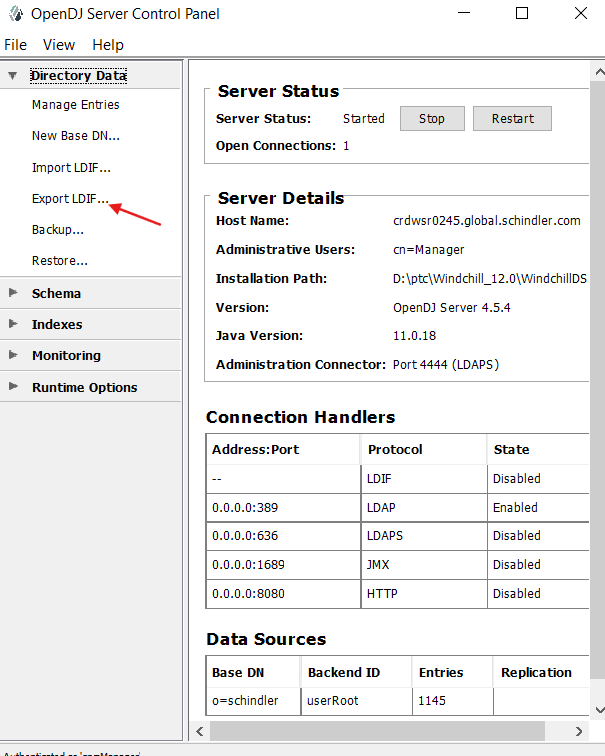 OpenDJ Server Control Panel
File View Help
Directory Data
Manage Entries
New Base DN...
Import LDIF...
Export LDIF...
Backup...
Restore...
Schema
Indexes
Monitoring
Runtime Options
Server Status
Server Status: Started Stop Restart
Open Connections: 1
Server Details
Host Name: crdwsr0245.global.schindler.com
Administrative Users: cn=Manager
Installation Path: D:\ptc\Windchill_12.0\WindchillDS
Version: OpenDJ Server 4.5.4
Java Version: 11.0.18
Administration Connector: Port 4444 (LDAPS)
Connection Handlers
Address:Port Protocol State
-- LDIF Disabled
0.0.0.0:389 LDAP Enabled
0.0.0.0:636 LDAPS Disabled
0.0.0.0:1689 JMX Disabled
0.0.0.0:8080 HTTP Disabled
Data Sources
Base DN Backend ID Entries Replication
o=schindler userRoot 1145
Authenticated as